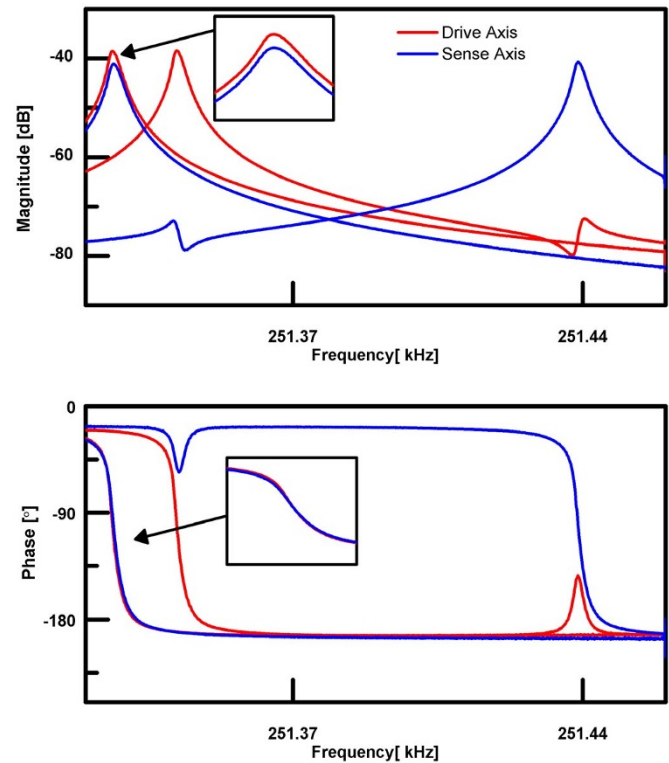 Drive Axis
Sense Axis
-40
-60
-80
Magnitude [dB]
251.37
251.44
Frequency[ kHz]
0
-90
-180
Phase [°]
251.37
251.44
Frequency[ kHz]